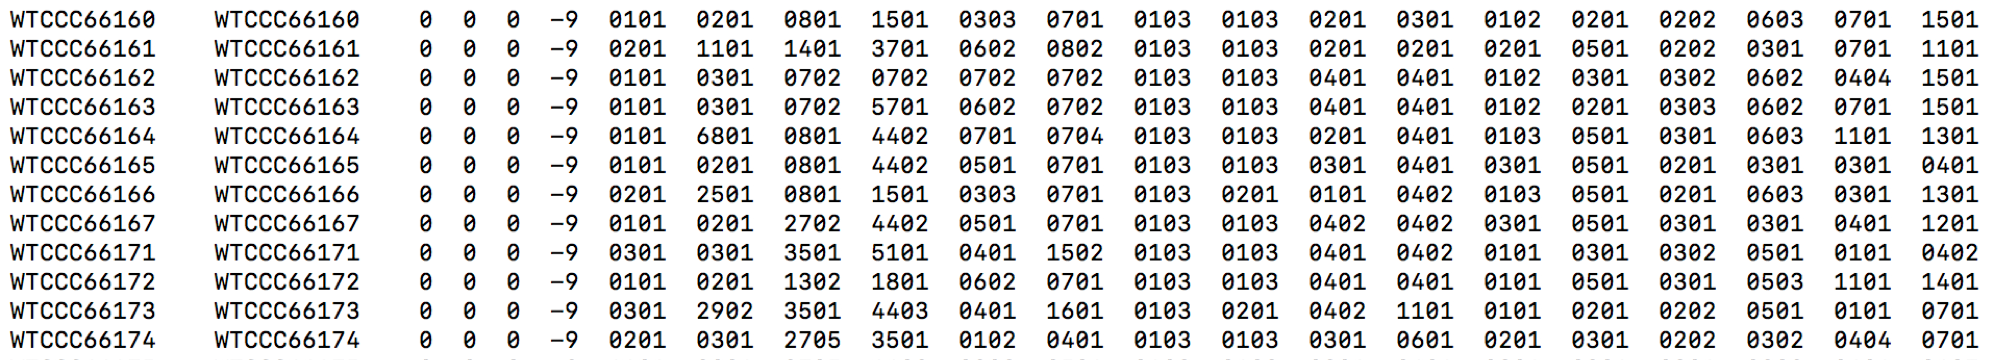 WTCCC66160 WTCCC66160 0 0 0 -9 0101 0201 0801 1501 0303 0701 0103 0103 0201 0301 0102 0201 0202 0603 0701 1501
WTCCC66161 WTCCC66161 0 0 0 -9 0201 1101 1401 3701 0602 0802 0103 0103 0201 0201 0201 0501 0202 0301 0701 1101
WTCCC66162 WTCCC66162 0 0 0 -9 0101 0301 0702 0702 0702 0702 0103 0103 0401 0401 0102 0301 0302 0602 0404 1501
WTCCC66163 WTCCC66163 0 0 0 -9 0101 0301 0702 5701 0602 0702 0103 0103 0401 0401 0102 0201 0303 0602 0701 1501
WTCCC66164 WTCCC66164 0 0 0 -9 0101 6801 0801 4402 0701 0704 0103 0103 0201 0401 0103 0501 0301 0603 1101 1301
WTCCC66165 WTCCC66165 0 0 0 -9 0101 0201 0801 4402 0501 0701 0103 0103 0301 0401 0301 0501 0201 0301 0301 0401
WTCCC66166 WTCCC66166 0 0 0 -9 0201 2501 0801 1501 0303 0701 0103 0201 0101 0402 0103 0501 0201 0603 0301 1301
WTCCC66167 WTCCC66167 0 0 0 -9 0101 0201 2702 4402 0501 0701 0103 0103 0402 0402 0301 0501 0301 0301 0401 1201
WTCCC66171 WTCCC66171 0 0 0 -9 0301 0301 3501 5101 0401 1502 0103 0103 0401 0402 0101 0301 0302 0501 0101 0402
WTCCC66172 WTCCC66172 0 0 0 -9 0101 0201 1302 1801 0602 0701 0103 0103 0401 0401 0101 0501 0301 0503 1101 1401
WTCCC66173 WTCCC66173 0 0 0 -9 0301 2902 3501 4403 0401 1601 0103 0201 0402 1101 0101 0201 0202 0501 0101 0701
WTCCC66174 WTCCC66174 0 0 0 -9 0201 0301 2705 3501 0102 0401 0103 0103 0301 0601 0201 0301 0202 0302 0404 0701